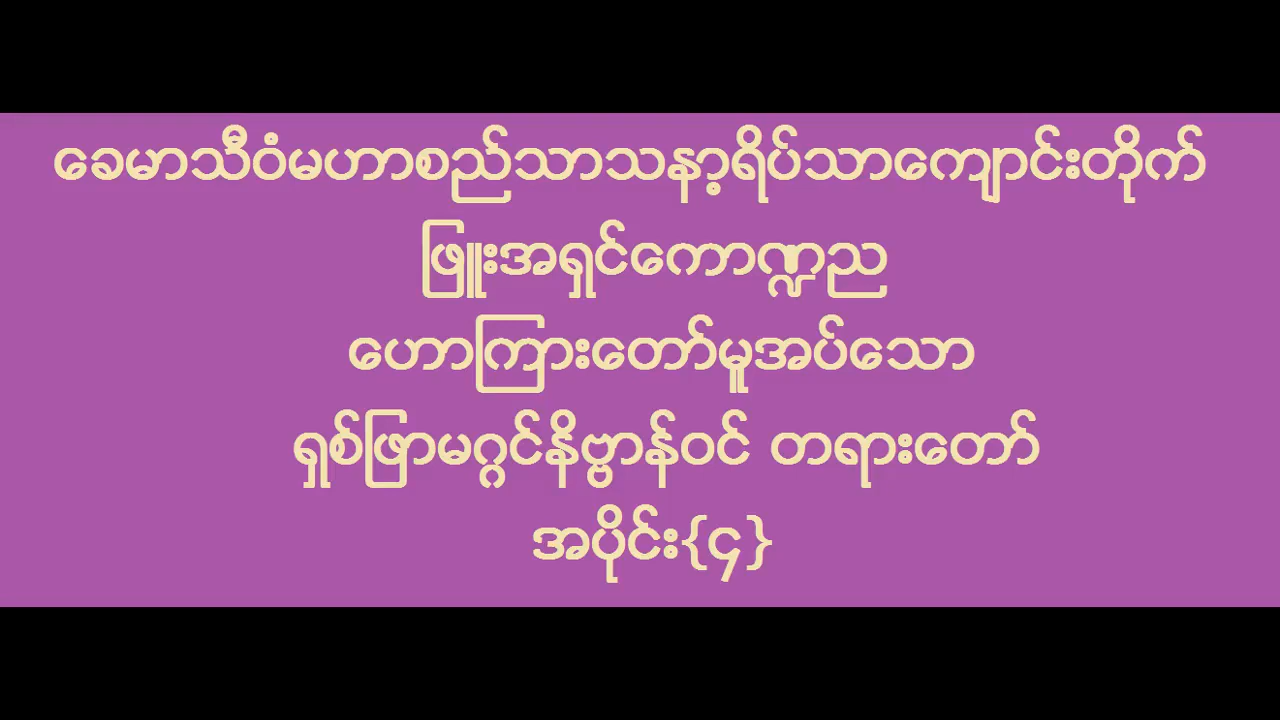 ခေမာသီဝံမဟာစည်သာသနာ့ရိပ်သာကျောင်းတိုက်
ဖြူးအရှင်ကောဏ္ဍည
ဟောကြားတော်မူအပ်သော
ရှစ်ဖြာမဂ္ဂင်နိဗ္ဗာန်ဝင် တရားတော်
အပိုင်း{၄}